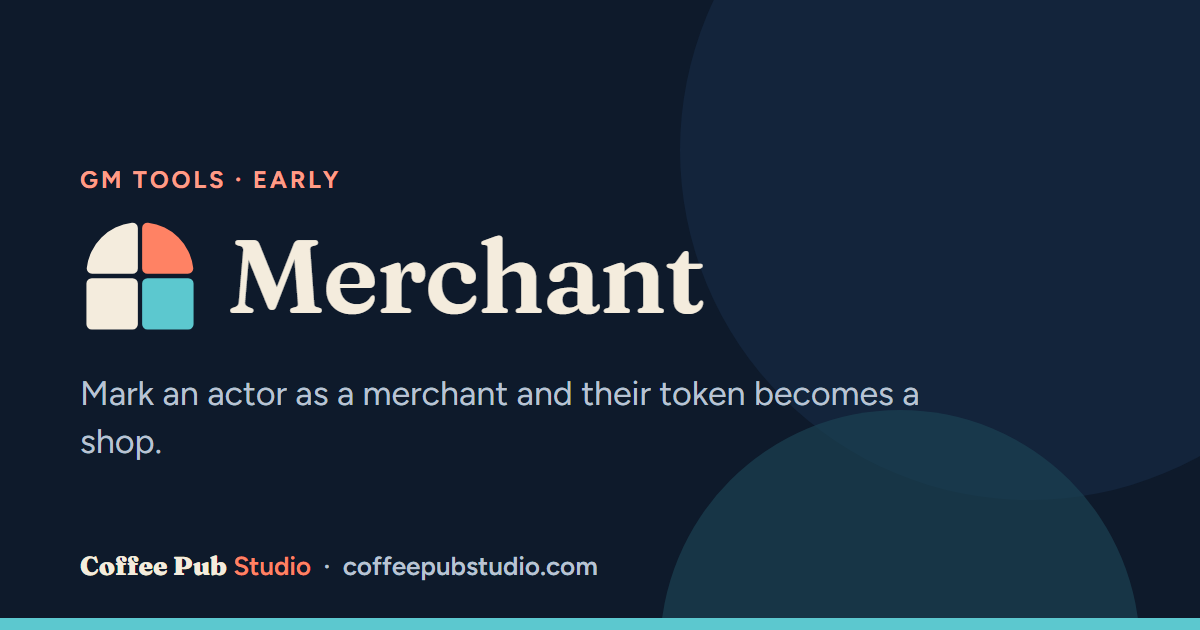 GM TOOLS · EARLY
Merchant
Mark an actor as a merchant and their token becomes a
shop.
Coffee Pub Studio · coffeepubstudio.com